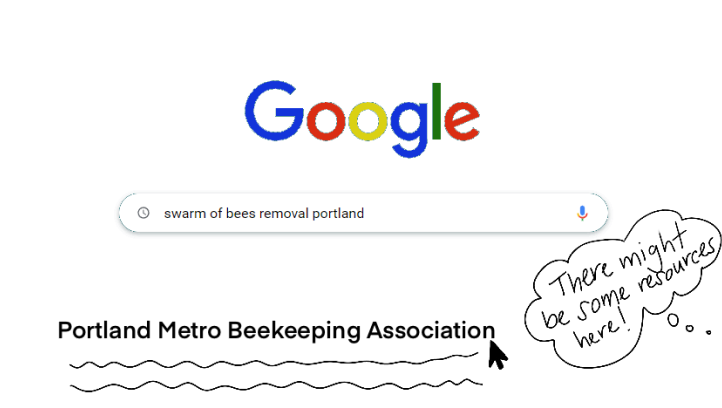 Google
swarm of bees removal portland
There might
be some resources
here!
Portland Metro Beekeeping Association